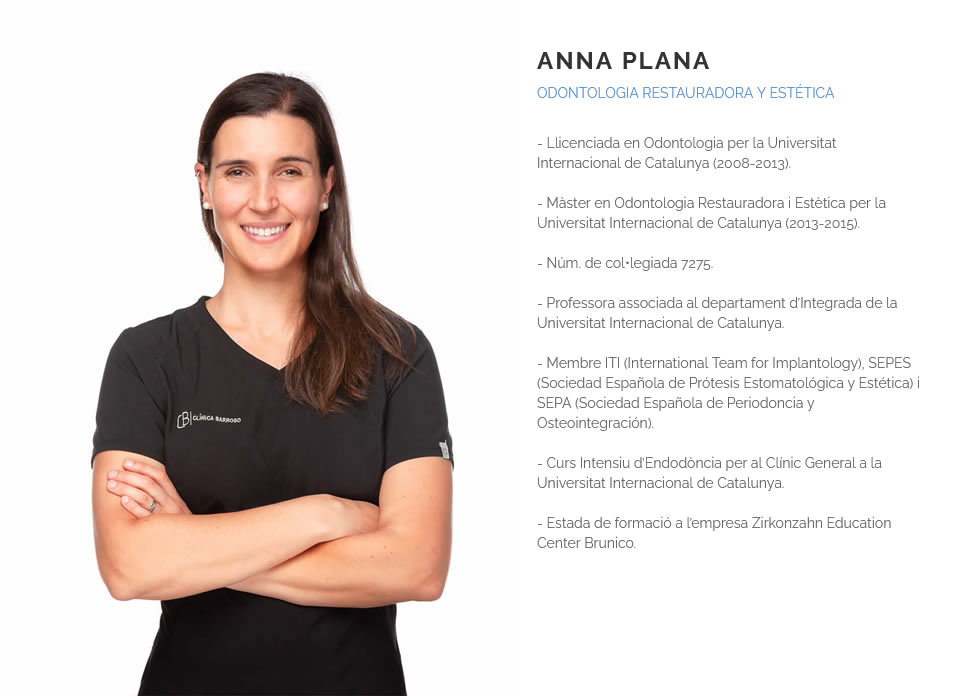 ANNA PLANA
ODONTOLOGIA RESTAURADORA Y ESTÉTICA
- Llicenciada en Odontologia per la Universitat
Internacional de Catalunya (2008-2013).
- Màster en Odontologia Restauradora i Estètica per la
Universitat Internacional de Catalunya (2013-2015).
- Núm. de col•legiada 7275.
- Professora associada al departament d'Integrada de la
Universitat Internacional de Catalunya.
- Membre ITI (International Team for Implantology), SEPES
(Sociedad Española de Prótesis Estomatológica y Estética) i
SEPA (Sociedad Española de Periodoncia y
Osteointegración).
- Curs Intensiu d'Endodòncia per al Clínic General a la
Universitat Internacional de Catalunya.
- Estada de formació a l'empresa Zirkonzahn Education
Center Brunico.
CB CLÍNICA BARROSO